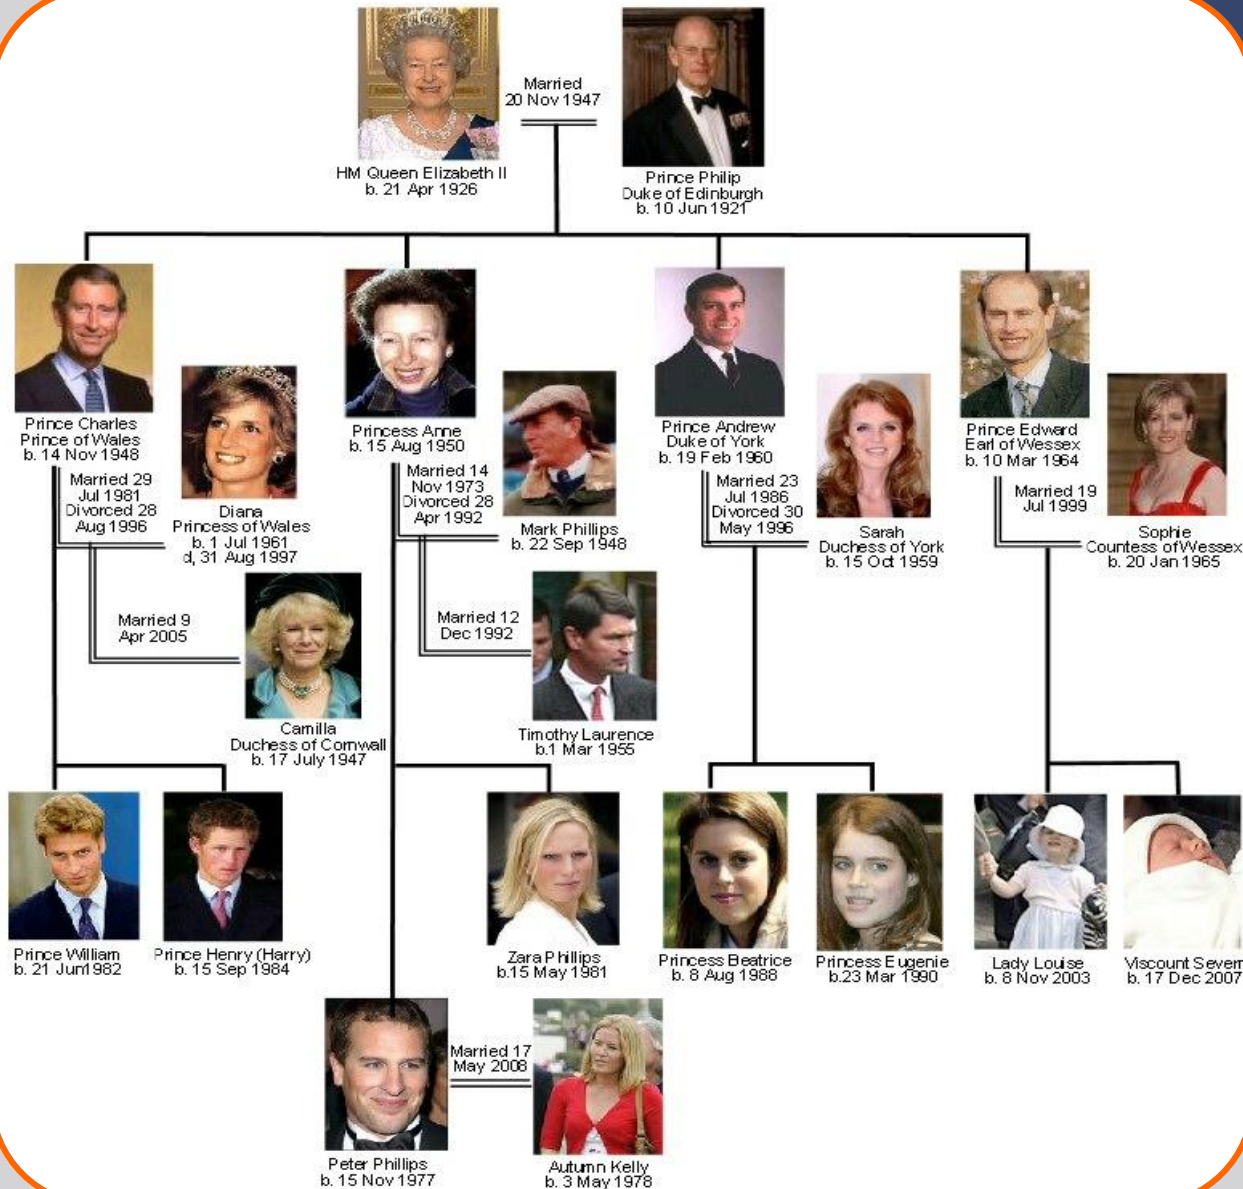 Married
20 Nov 1947
HM Queen Elizabeth II
b. 21 Apr 1926
Prince Philip
Duke of Edinburgh
b. 10 Jun 1921
Prince Charles
Prince of Wales
b. 14 Nov 1948
Married 29
Jul 1981
Divorced 28
Aug 1996
Diana
Princess of Wales
b. 1 Jul 1961
d, 31 Aug 1997
Married 9
Apr 2005
Camilla
Duchess of Cornwall
b. 17 July 1947
Princess Anne
b. 15 Aug 1950
Married 14
Nov 1973
Divorced 28
Apr 1992
Mark Phillips
b. 22 Sep 1948
Married 12
Dec 1992
Timothy Laurence
b.1 Mar 1955
Prince Andrew
Duke of York
b. 19 Feb 1960
Married 23
Jul 1986
Divorced 30
May 1996
Sarah
Duchess of York
b. 15 Oct 1959
Prince Edward
Earl of Wessex
b. 10 Mar 1964
Married 19
Jul 1999
Sophie
Countess of Wessex
b. 20 Jan 1965
Prince William
b. 21 Jun1982
Prince Henry (Harry)
b. 15 Sep 1984
Zara Phillips
b.15 May 1981
Princess Beatrice
b. 8 Aug 1988
Princess Eugenie
b.23 Mar 1990
Lady Louise
b. 8 Nov 2003
Viscount Severn
b. 17 Dec 2007
Peter Phillips
b. 15 Nov 1977
Married 17
May 2008
Autumn Kelly
b. 3 May 1978